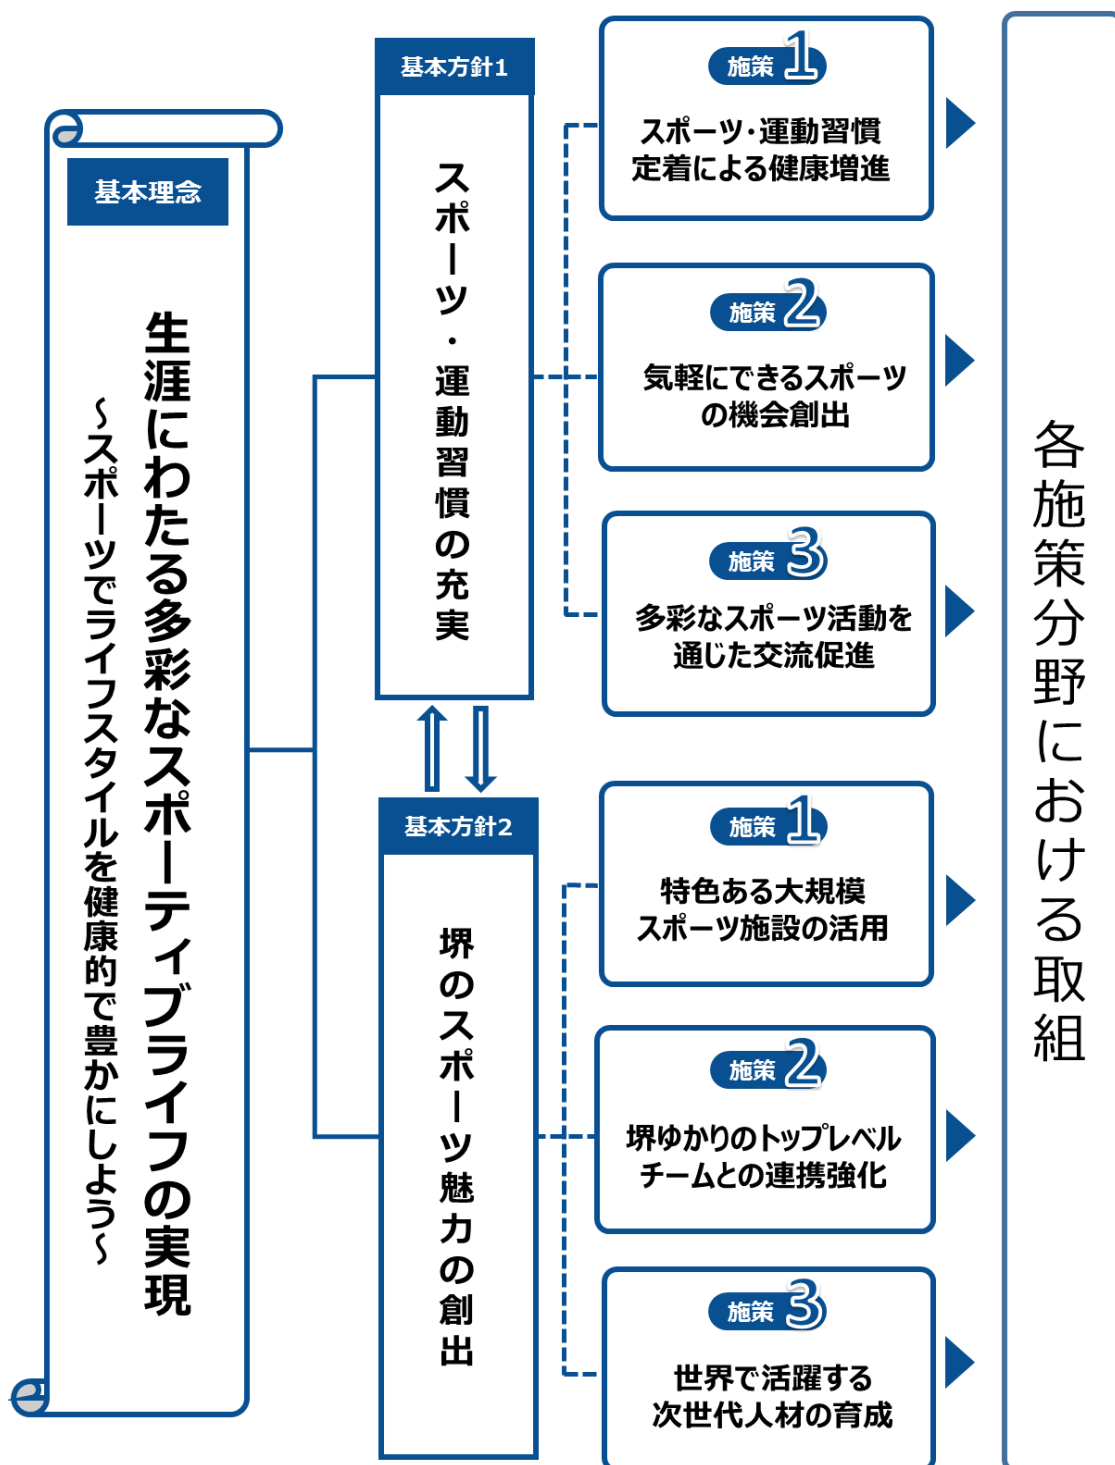 基本理念
生涯にわたる多彩なスポーティブライフの実現
～スポーツでライフスタイルを健康的で豊かにしよう～
基本方針1
スポーツ・運動習慣の充実
施策1
スポーツ・運動習慣
定着による健康増進
施策2
気軽にできるスポーツ
の機会創出
施策3
多彩なスポーツ活動を
通じた交流促進
基本方針2
堺のスポーツ魅力の創出
施策1
特色ある大規模
スポーツ施設の活用
施策2
堺ゆかりのトップレベル
チームとの連携強化
施策3
世界で活躍する
次世代人材の育成
各施策分野における取組